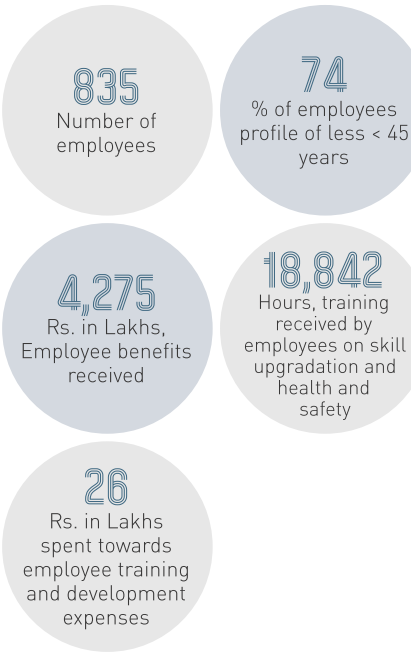 835
Number of
employees
74
% of employees
profile of less < 45
years
4,275
Rs. in Lakhs,
Employee benefits
received
18,842
Hours, training
received by
employees on skill
upgradation and
health and
safety
26
Rs. in Lakhs
spent towards
employee training
and development
expenses